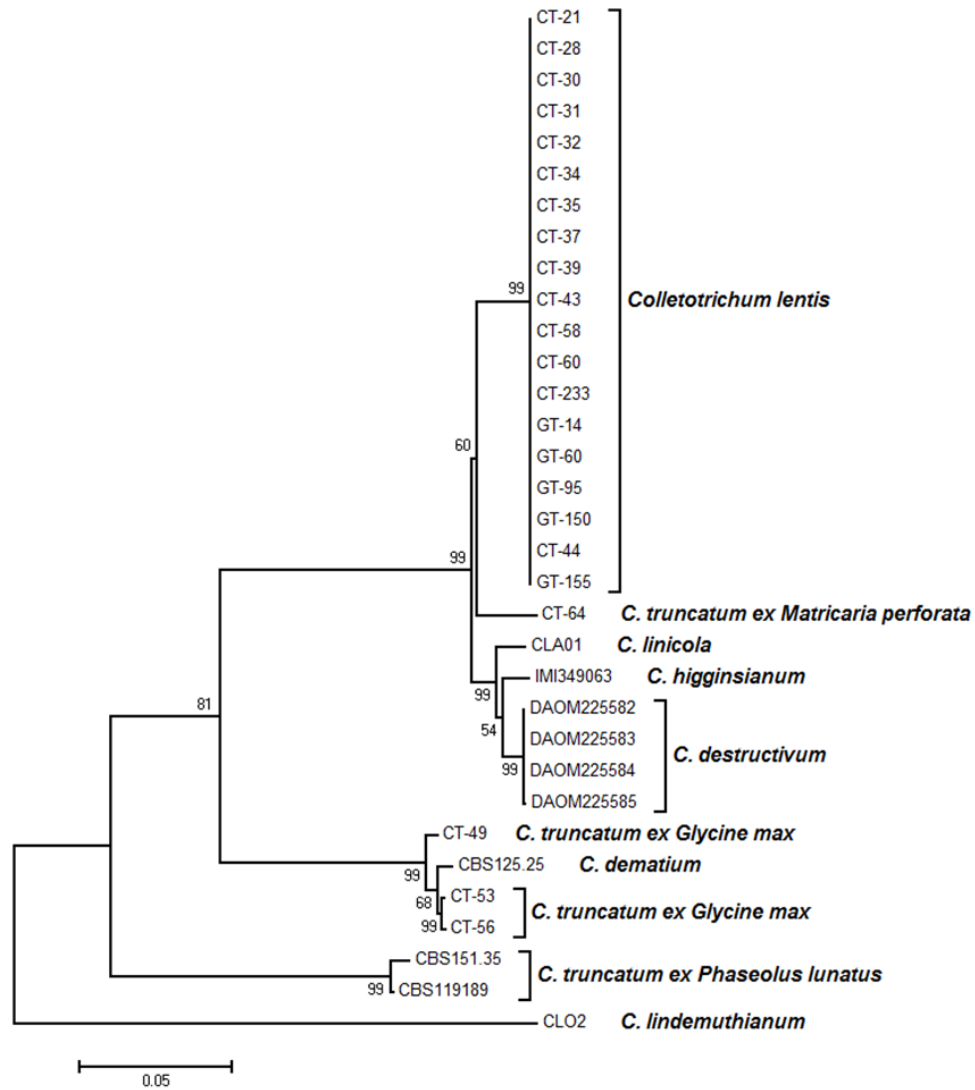 CT-21
CT-28
CT-30
CT-31
CT-32
CT-34
CT-35
CT-37
CT-39
99
CT-43
Colletotrichum lentis
CT-58
CT-60
CT-233
GT-14
60
GT-60
GT-95
GT-150
99
CT-44
GT-155
CT-64
C. truncatum ex Matricaria perforata
CLA01
C. linicola
IMI349063
C. higginsianum
99
81
DAOM225582
54
DAOM225583
C. destructivum
99
DAOM225584
DAOM225585
CT-49
C. truncatum ex Glycine max
99
CBS125.25
C. dematium
68
CT-53
C. truncatum ex Glycine max
99
CT-56
CBS151.35
C. truncatum ex Phaseolus lunatus
99
CBS119189
CLO2
C. lindemuthianum
0.05